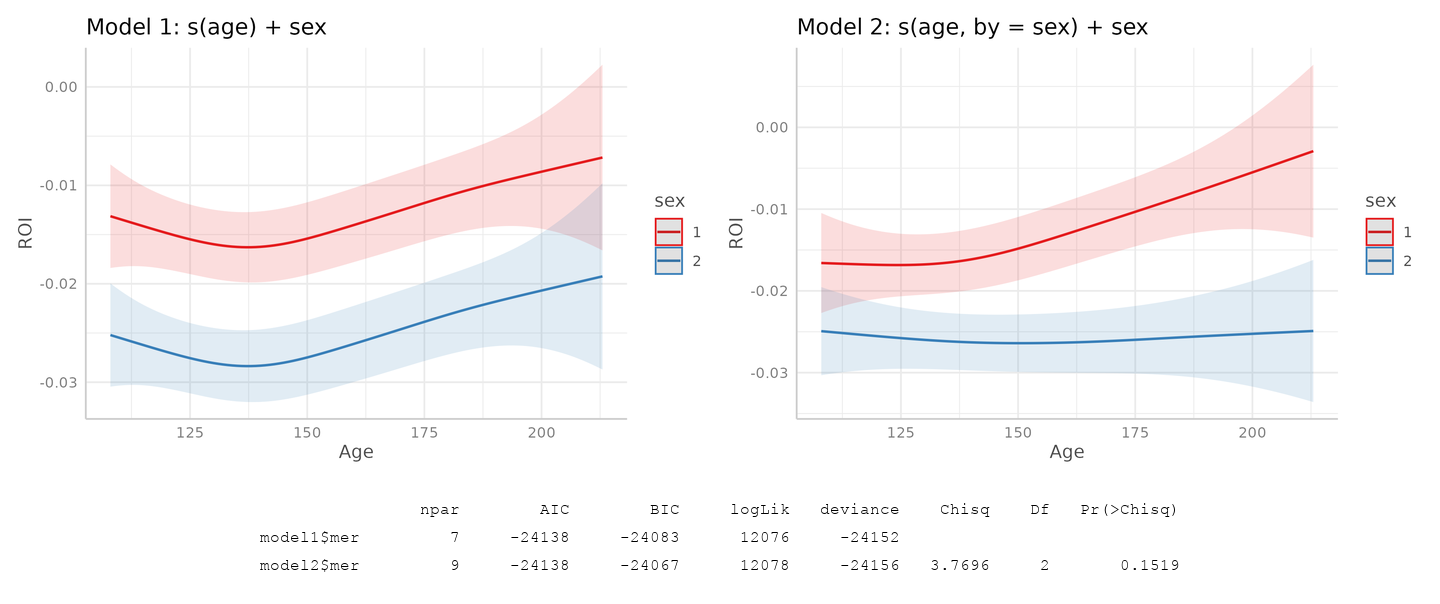 Model 1: s(age) + sex
0.00
-0.01
-0.02
-0.03
ROI
125 150 175 200
Age
sex
1
2
Model 2: s(age, by = sex) + sex
0.00
-0.01
-0.02
-0.03
ROI
125 150 175 200
Age
sex
1
2
npar AIC BIC logLik deviance Chisq Df Pr(>Chisq)
model1$mer 7 -24138 -24083 12076 -24152
model2$mer 9 -24138 -24067 12078 -24156 3.7696 2 0.1519